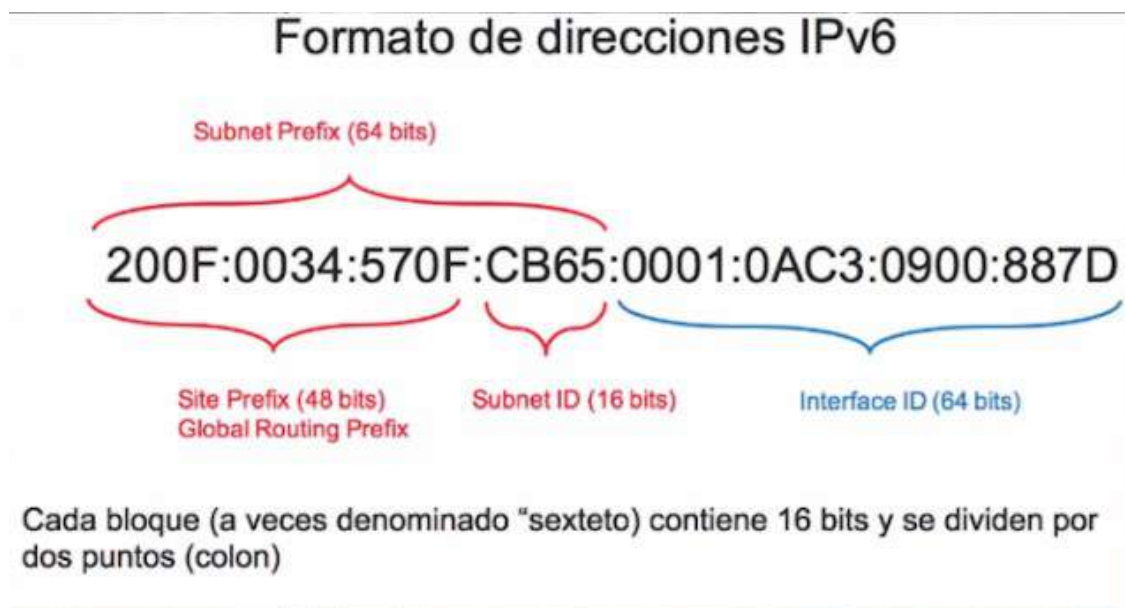 Formato de direcciones IPv6
Subnet Prefix (64 bits)
200F:0034:570F:CB65:0001:0AC3:0900:887D
Site Prefix (48 bits)
Global Routing Prefix
Subnet ID (16 bits)
Interface ID (64 bits)
Cada bloque (a veces denominado “sexteto) contiene 16 bits y se dividen por
dos puntos (colon)